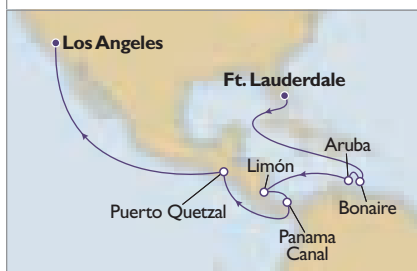 Los Angeles
Ft. Lauderdale
Aruba
Limón
Puerto Quetzal
Bonaire
Panama
Canal